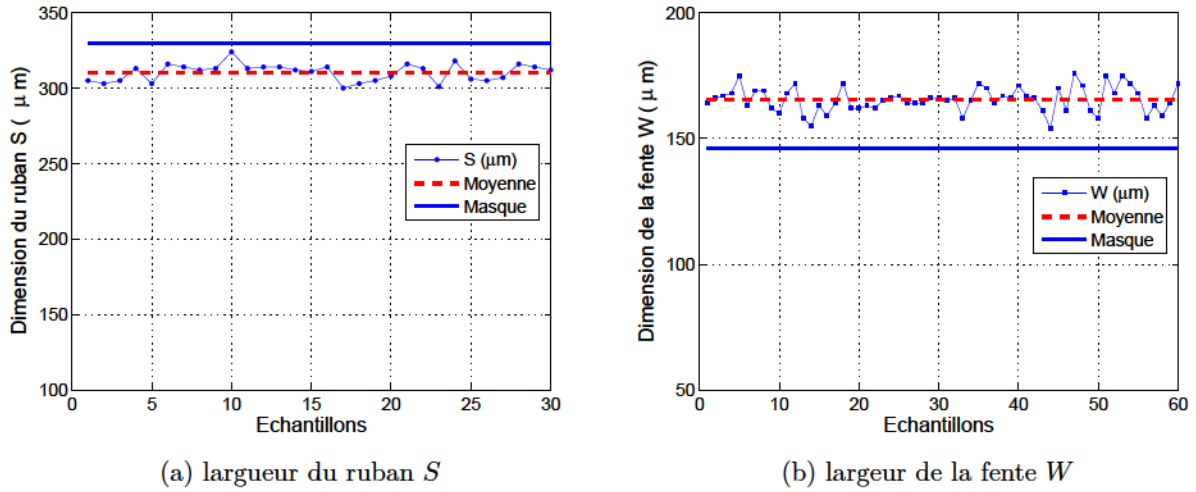 350
300
250
200
150
100
0
5
10
15
20
25
30
Dimension du ruban S ( μ m)
Echantillons
S (μm)
Moyenne
Masque
(a) largueur du ruban S
200
150
100
50
0
10
20
30
40
50
60
Dimension de la fente W ( μ m)
Echantillons
W (μm)
Moyenne
Masque
(b) largeur de la fente W